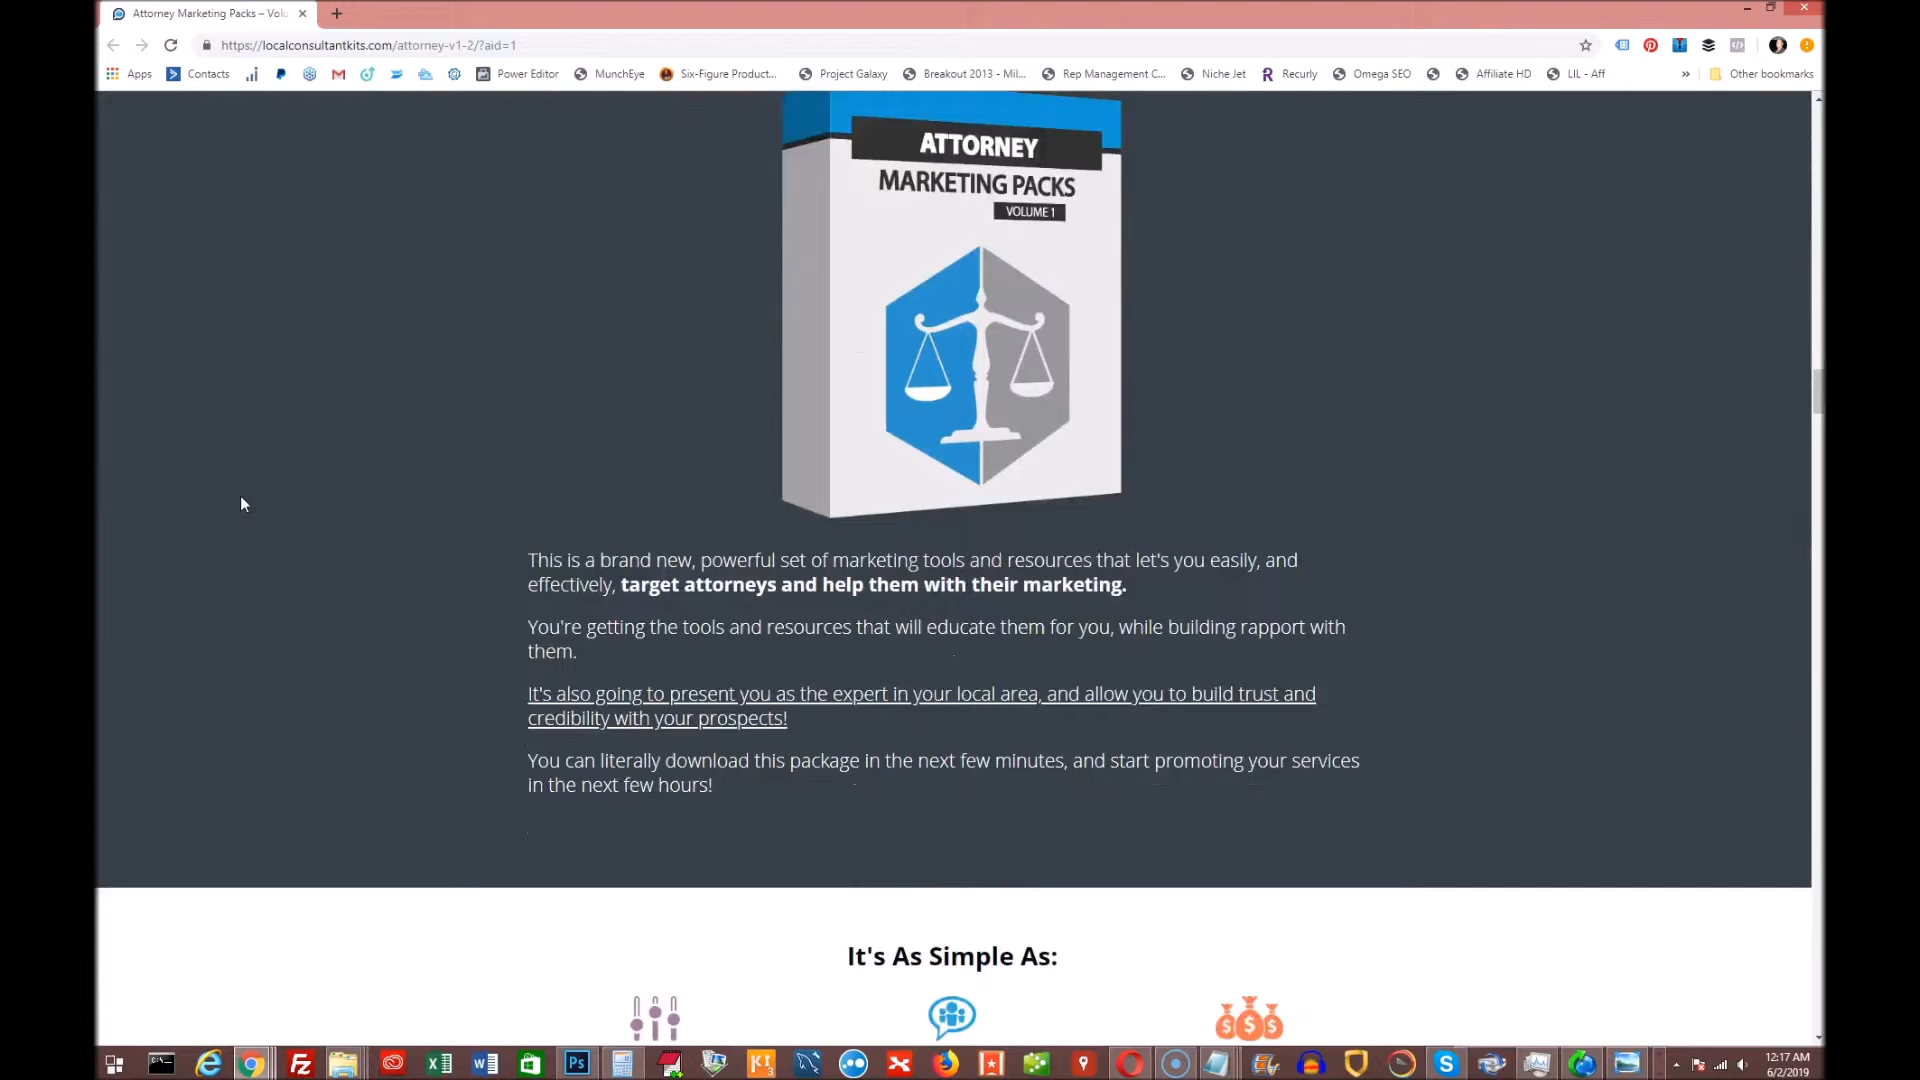 Attorney Marketing Packs – Volu
https://localconsultantkits.com/attorney-v1-2/?aid=1
Apps Contacts Power Editor MunchEye Six-Figure Product... Project Galaxy Breakout 2013 - Mil... Rep Management C... Niche Jet Recurly Omega SEO Affiliate HD LIL - Aff » Other bookmarks
ATTORNEY
MARKETING PACKS
VOLUME 1
This is a brand new, powerful set of marketing tools and resources that let's you easily, and
effectively, target attorneys and help them with their marketing.
You're getting the tools and resources that will educate them for you, while building rapport with
them.
It's also going to present you as the expert in your local area, and allow you to build trust and
credibility with your prospects!
You can literally download this package in the next few minutes, and start promoting your services
in the next few hours!
It's As Simple As:
12:17 AM
6/2/2019